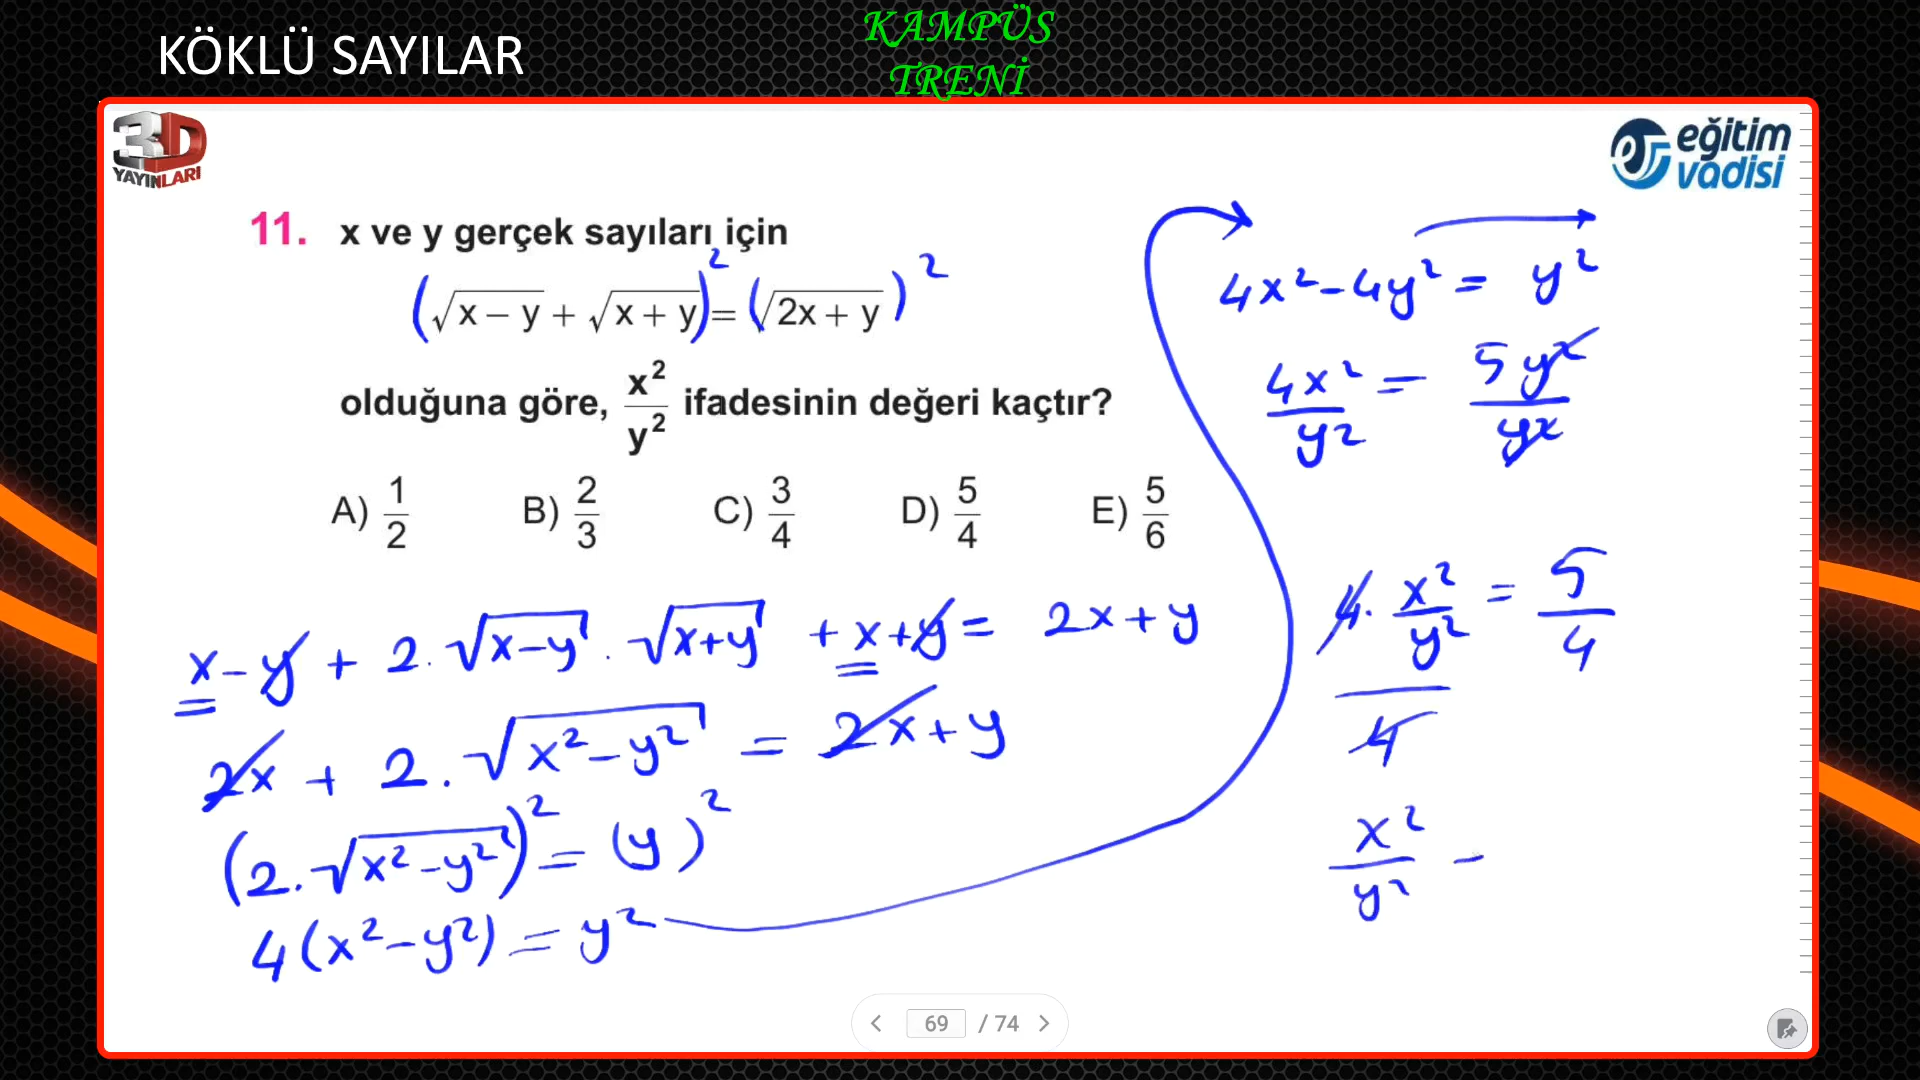 KÖKLÜ SAYILAR
KAMPÜS
TRENİ
3D
YAYINLARI
eğitim
vadisi
11. x ve y gerçek sayıları için
(√(x − y) + √(x + y))² = (√(2x + y))²
olduğuna göre, x²/y² ifadesinin değeri kaçtır?
A) 1/2 B) 2/3 C) 3/4 D) 5/4 E) 5/6
x - y + 2 . √(x-y) . √(x+y) + x + y = 2x + y
2x + 2 . √(x² - y²) = 2x + y
(2 . √(x² - y²))² = (y)²
4(x² - y²) = y²
4x² - 4y² = y²
4x²/y² = 5y²/y²
4 . x²/y² / 4 = 5/4
x²/y² =
69 / 74